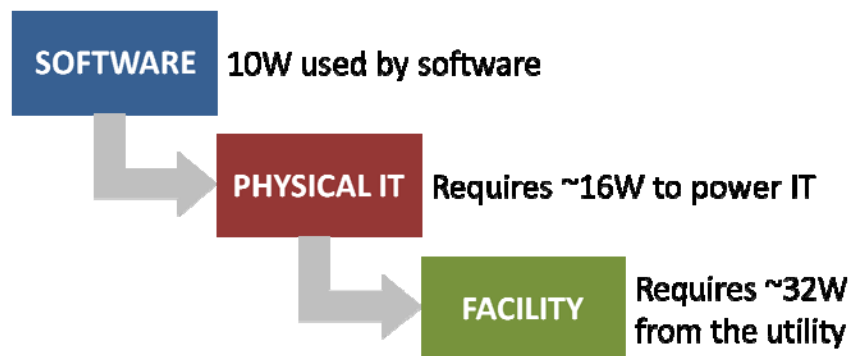 SOFTWARE
10W used by software
PHYSICAL IT
Requires ~16W to power IT
FACILITY
Requires ~32W
from the utility